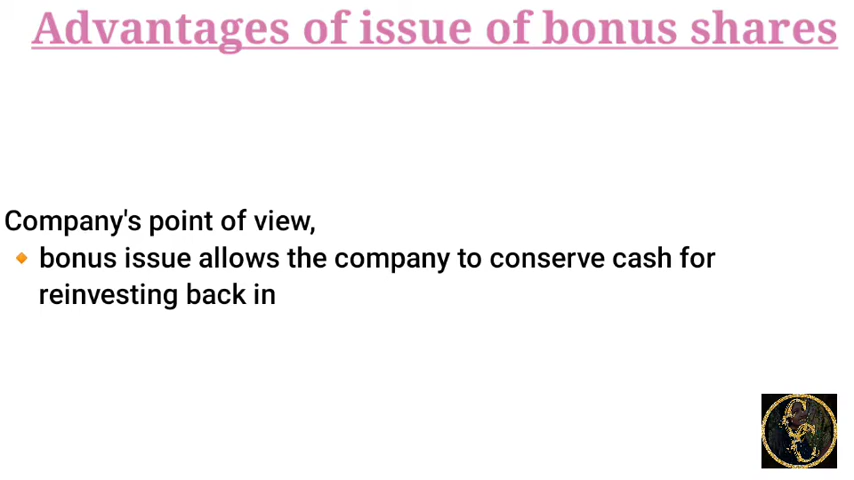 Advantages of issue of bonus shares
Company's point of view,
🔸 bonus issue allows the company to conserve cash for
reinvesting back in